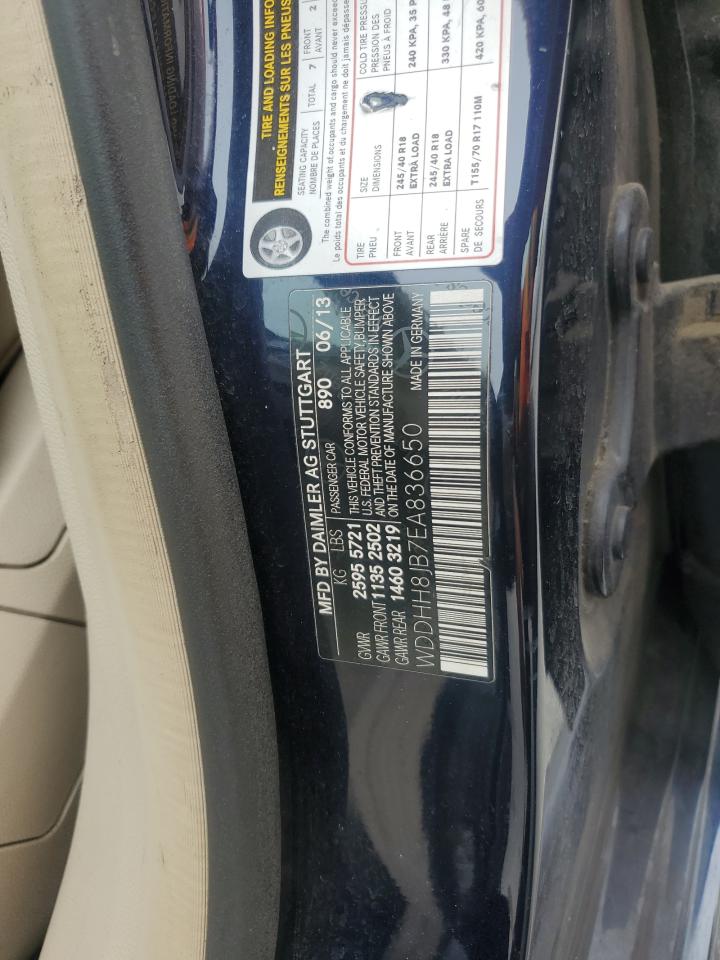 TIRE AND LOADING INFO
RENSEIGNEMENTS SUR LES PNEUS
SEATING CAPACITY
NOMBRE DE PLACES
TOTAL 7
FRONT
AVANT 2
The combined weight of occupants and cargo should never exceed
Le poids total des occupants et du chargement ne doit jamais dépasser
TIRE
PNEU
SIZE
DIMENSIONS
COLD TIRE PRESSU
PRESSION DES
PNEUS À FROID
FRONT
AVANT
245/40 R18
EXTRA LOAD
240 KPA, 35 P
REAR
ARRIÈRE
245/40 R18
EXTRA LOAD
330 KPA, 48
SPARE
DE SECOURS
T155/70 R17 110M
420 KPA, 60
MFD BY DAIMLER AG STUTTGART
KG LBS PASSENGER CAR 890 06/13
GVWR 2595 5721
GAWR FRONT 1135 2502
GAWR REAR 1460 3219
THIS VEHICLE CONFORMS TO ALL APPLICABLE
U.S. FEDERAL MOTOR VEHICLE SAFETY, BUMPER
AND THEFT PREVENTION STANDARDS IN EFFECT
ON THE DATE OF MANUFACTURE SHOWN ABOVE
WDDHH8JB7EA836650 MADE IN GERMANY